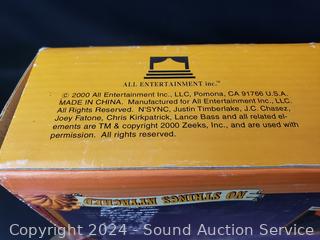 ALL ENTERTAINMENT inc.™
© 2000 All Entertainment Inc., LLC, Pomona, CA 91766 U.S.A.
MADE IN CHINA. Manufactured for All Entertainment Inc., LLC.
All Rights Reserved. N'SYNC, Justin Timberlake, J.C. Chasez,
Joey Fatone, Chris Kirkpatrick, Lance Bass and all related el-
ements are TM & copyright 2000 Zeeks, Inc., and are used with
permission. All rights reserved.
NO STRINGS ATTACHED
Copyright 2024 - Sound Auction Service